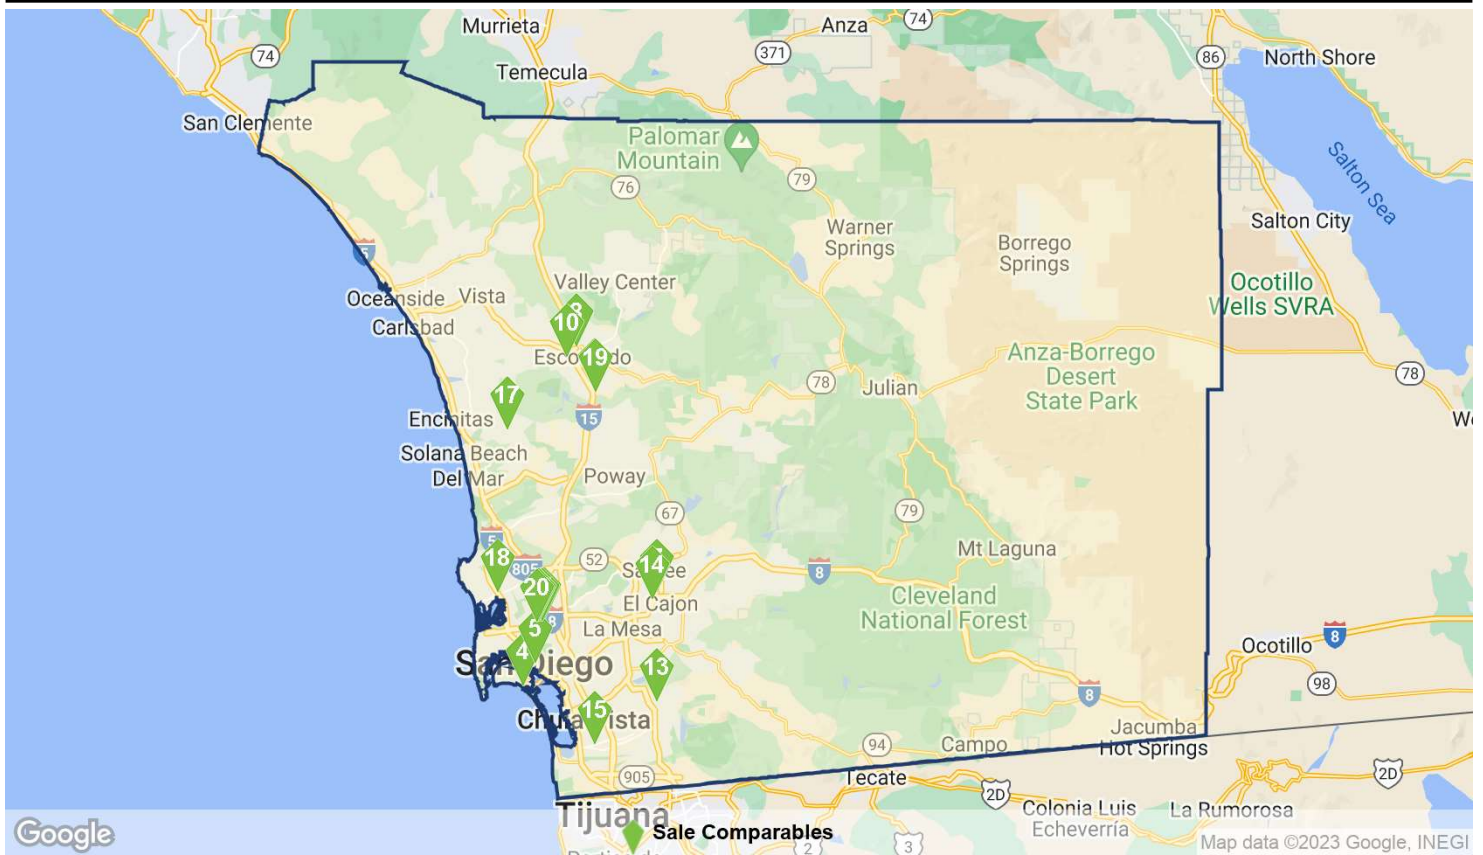 Murrieta
Anza
74
371
74
86
North Shore
Temecula
San Clemente
Palomar
Mountain
79
76
Salton Sea
Salton City
Warner
Springs
Borrego
Springs
5
Valley Center
Oceanside
Vista
Ocotillo
Wells SVRA
Carlsbad
10
19
Anza-Borrego
Desert
State Park
78
Julian
78
17
15
Encinitas
Solana Beach
Del Mar
Poway
67
79
5
18
805
52
14
Mt Laguna
8
20
El Cajon
Cleveland
National Forest
8
5
La Mesa
8
Ocotillo
4
San Diego
13
98
8
15
Chula Vista
Jacumba
Hot Springs
94
Campo
905
Tecate
2D
2D
Tijuana
Colonia Luis
Echeverría
La Rumorosa
Google
Sale Comparables
2
3
Map data ©2023 Google, INEGI